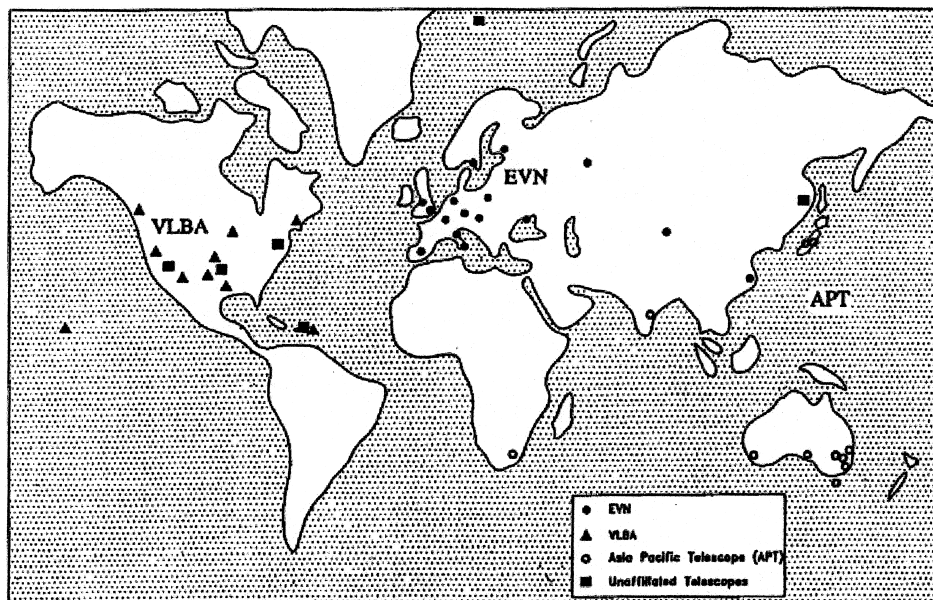 EVN
VLBA
APT
EVN
VLBA
Asia Pacific Telescope (APT)
Unaffiliated Telescopes